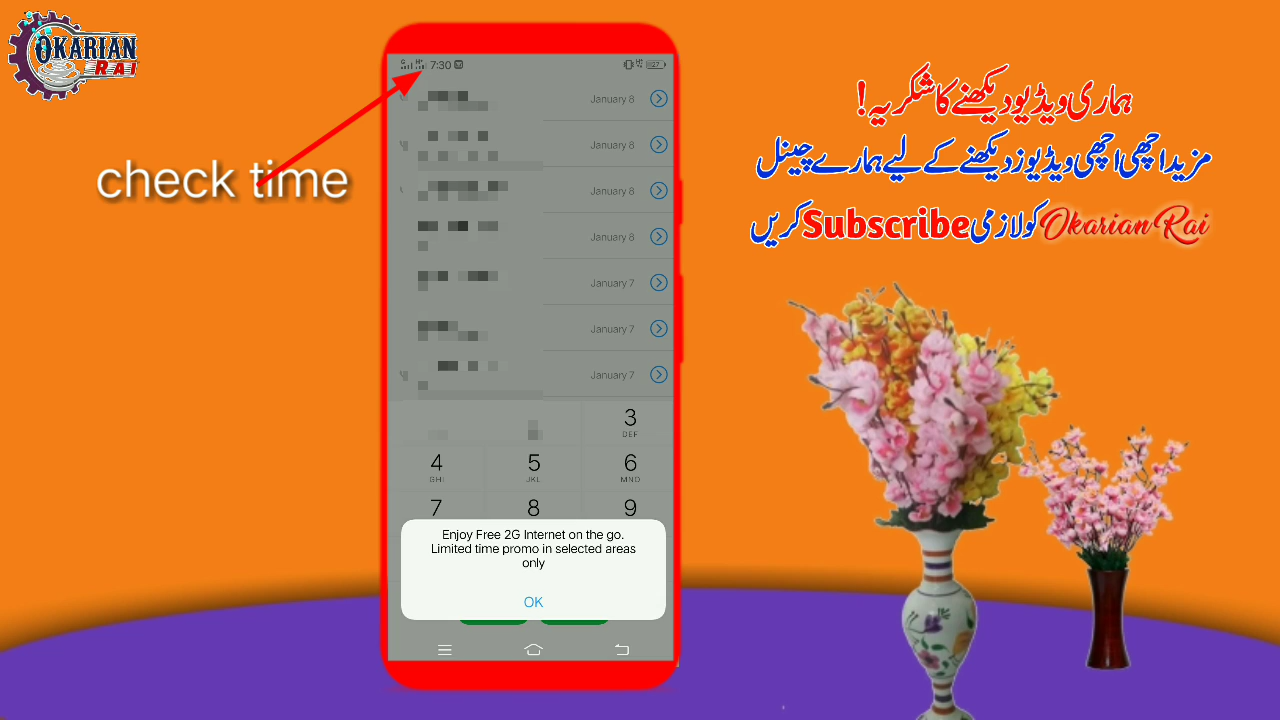 OKARIAN
RAI
check time
7:30
January 8
January 8
January 8
January 8
January 7
January 7
January 7
3
DEF
4
GHI
5
JKL
6
MNO
7
8
9
Enjoy Free 2G Internet on the go.
Limited time promo in selected areas
only
OK
ہماری ویڈیو دیکھنے کا شکریہ!
مزید اچھی اچھی ویڈیوز دیکھنے کے لیے ہمارے چینل
Okarian Rai کو لازمی Subscribe کریں